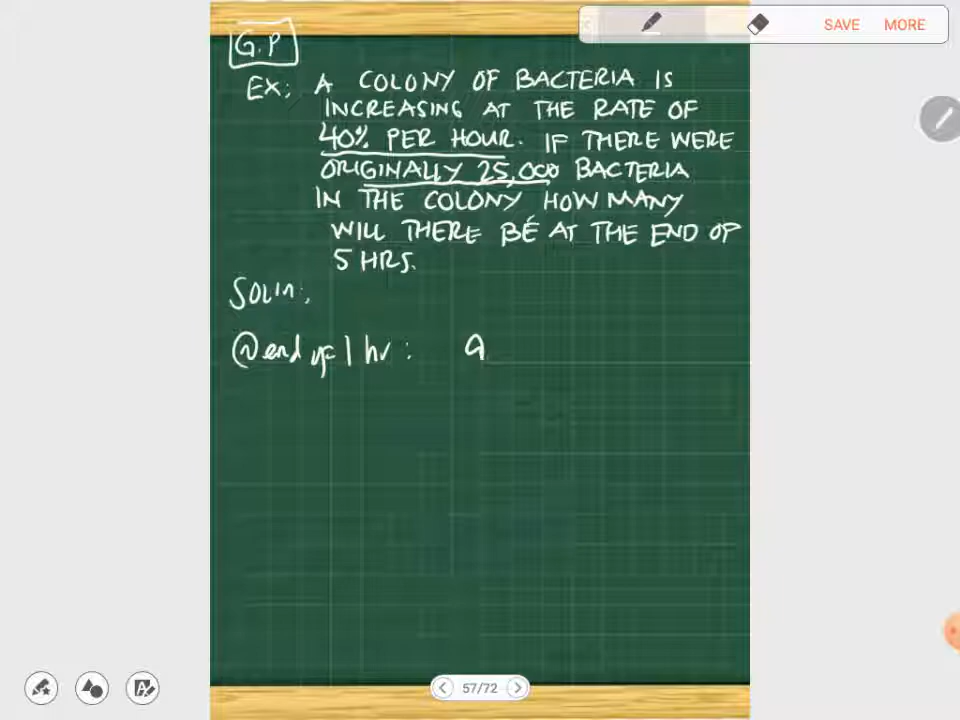 SAVE MORE
G.P
EX: A COLONY OF BACTERIA IS
INCREASING AT THE RATE OF
40% PER HOUR. IF THERE WERE
ORIGINALLY 25,000 BACTERIA
IN THE COLONY HOW MANY
WILL THERE BE AT THE END OF
5 HRS.
SOLN:
@ end of 1 hr: a
57/72